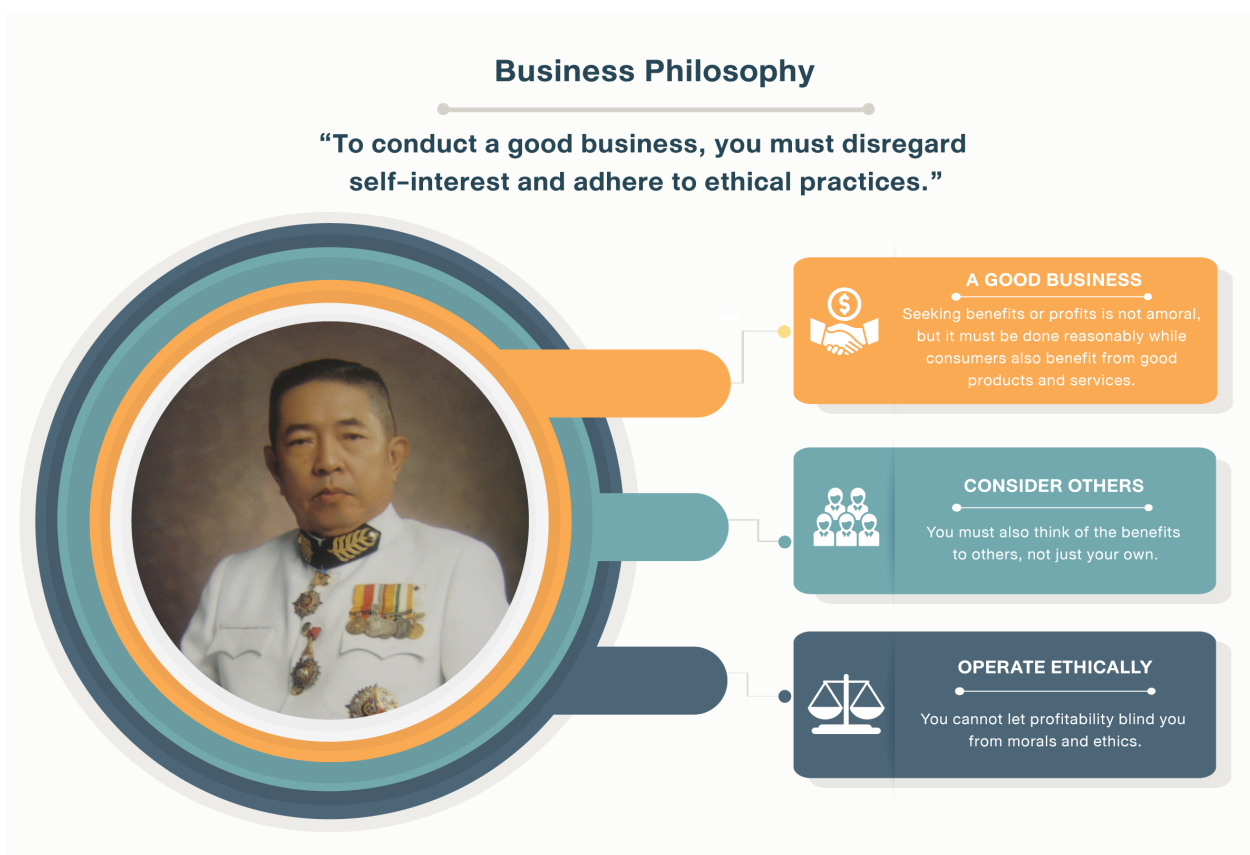 Business Philosophy
“To conduct a good business, you must disregard
self-interest and adhere to ethical practices.”
A GOOD BUSINESS
Seeking benefits or profits is not amoral,
but it must be done reasonably while
consumers also benefit from good
products and services.
CONSIDER OTHERS
You must also think of the benefits
to others, not just your own.
OPERATE ETHICALLY
You cannot let profitability blind you
from morals and ethics.